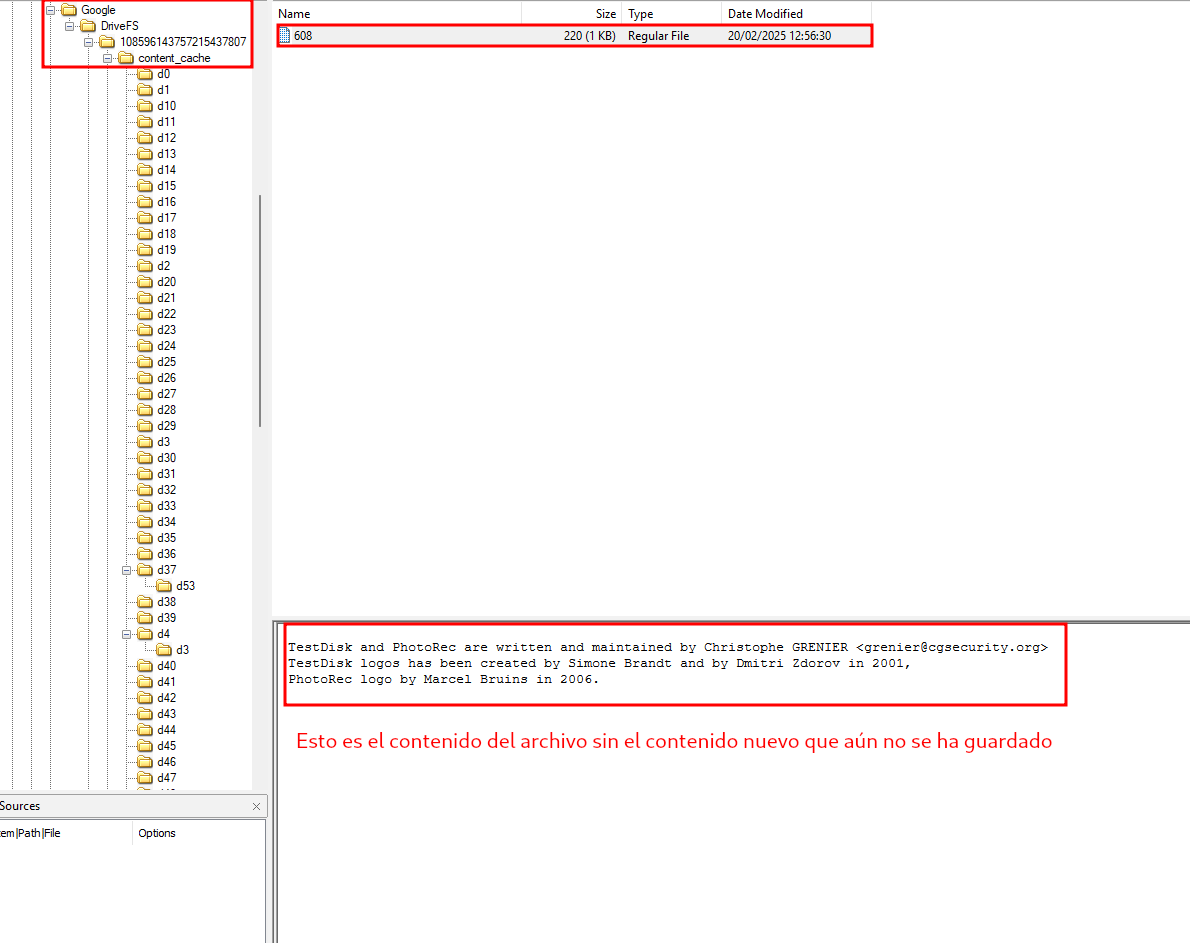 Google
DriveFS
108596143757215437807
content_cache
d0
d1
d10
d11
d12
d13
d14
d15
d16
d17
d18
d19
d2
d20
d21
d22
d23
d24
d25
d26
d27
d28
d29
d3
d30
d31
d32
d33
d34
d35
d36
d37
d53
d38
d39
d4
d3
d40
d41
d42
d43
d44
d45
d46
d47
Sources
em|Path|File Options
Name Size Type Date Modified
608 220 (1 KB) Regular File 20/02/2025 12:56:30
TestDisk and PhotoRec are written and maintained by Christophe GRENIER <grenier@cgsecurity.org>
TestDisk logos has been created by Simone Brandt and by Dmitri Zdorov in 2001,
PhotoRec logo by Marcel Bruins in 2006.
Esto es el contenido del archivo sin el contenido nuevo que aún no se ha guardado